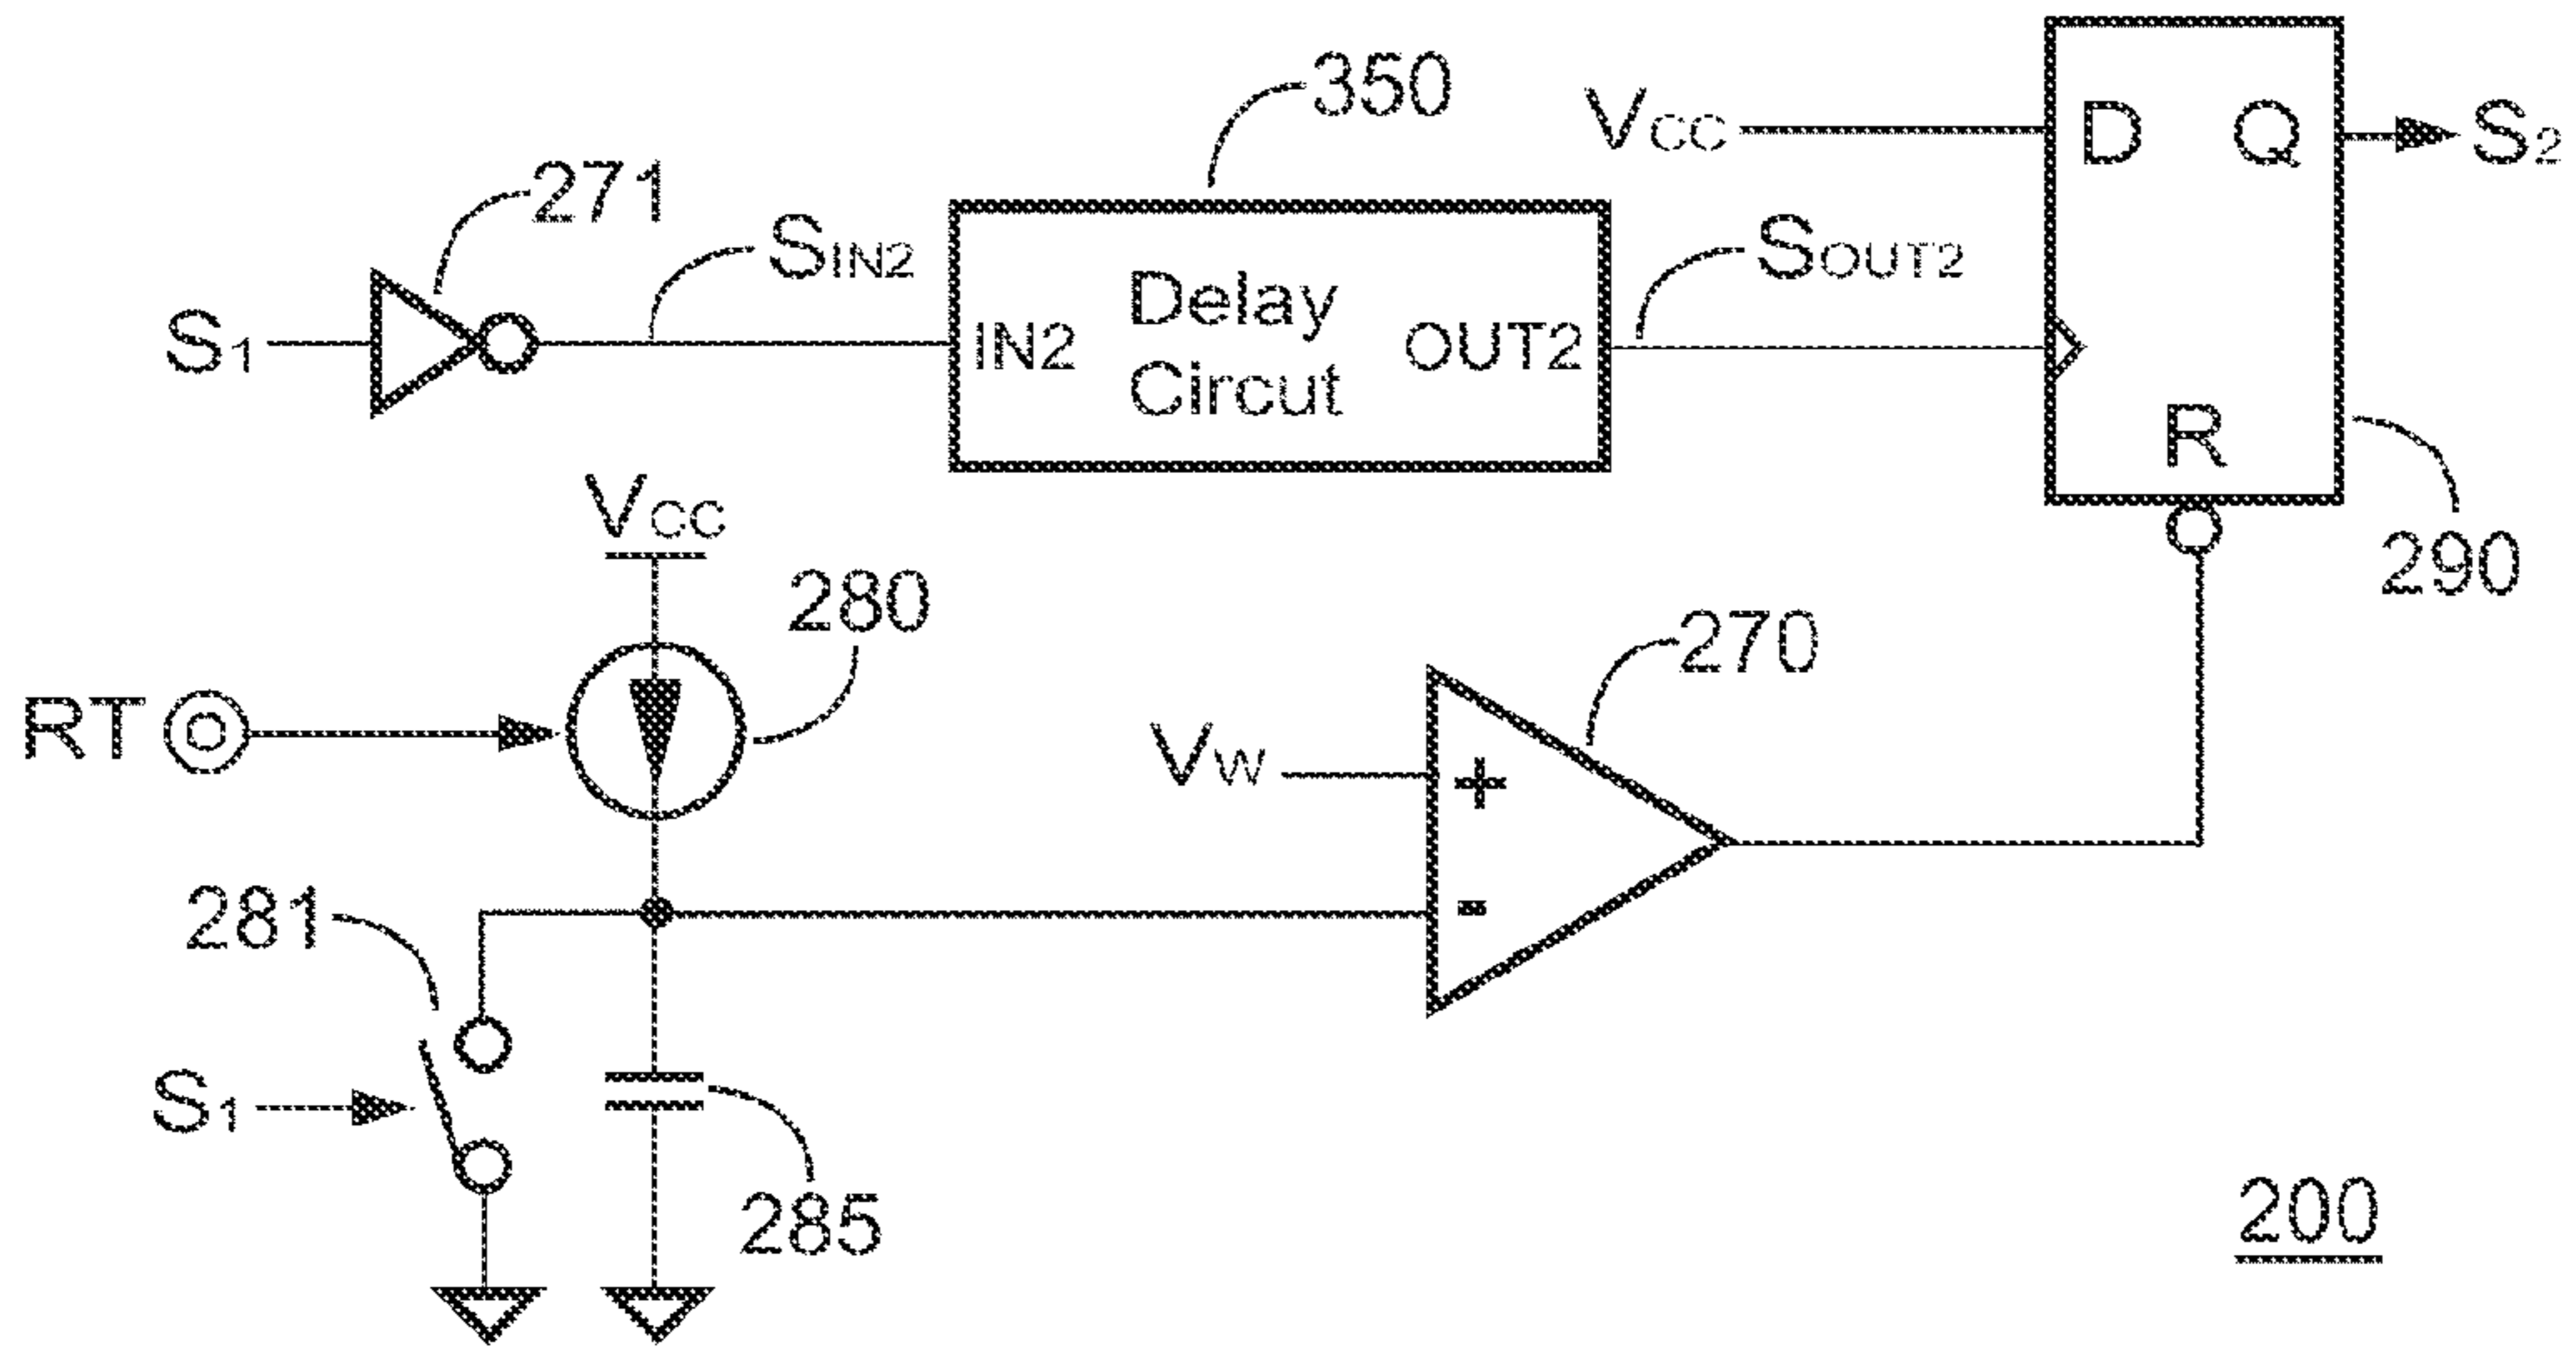 350
VCC
D
Q
S2
271
SIN2
SOUT2
S1
IN2
Delay
Circut
OUT2
R
VCC
290
280
270
RT
VW
+
-
281
S1
285
200